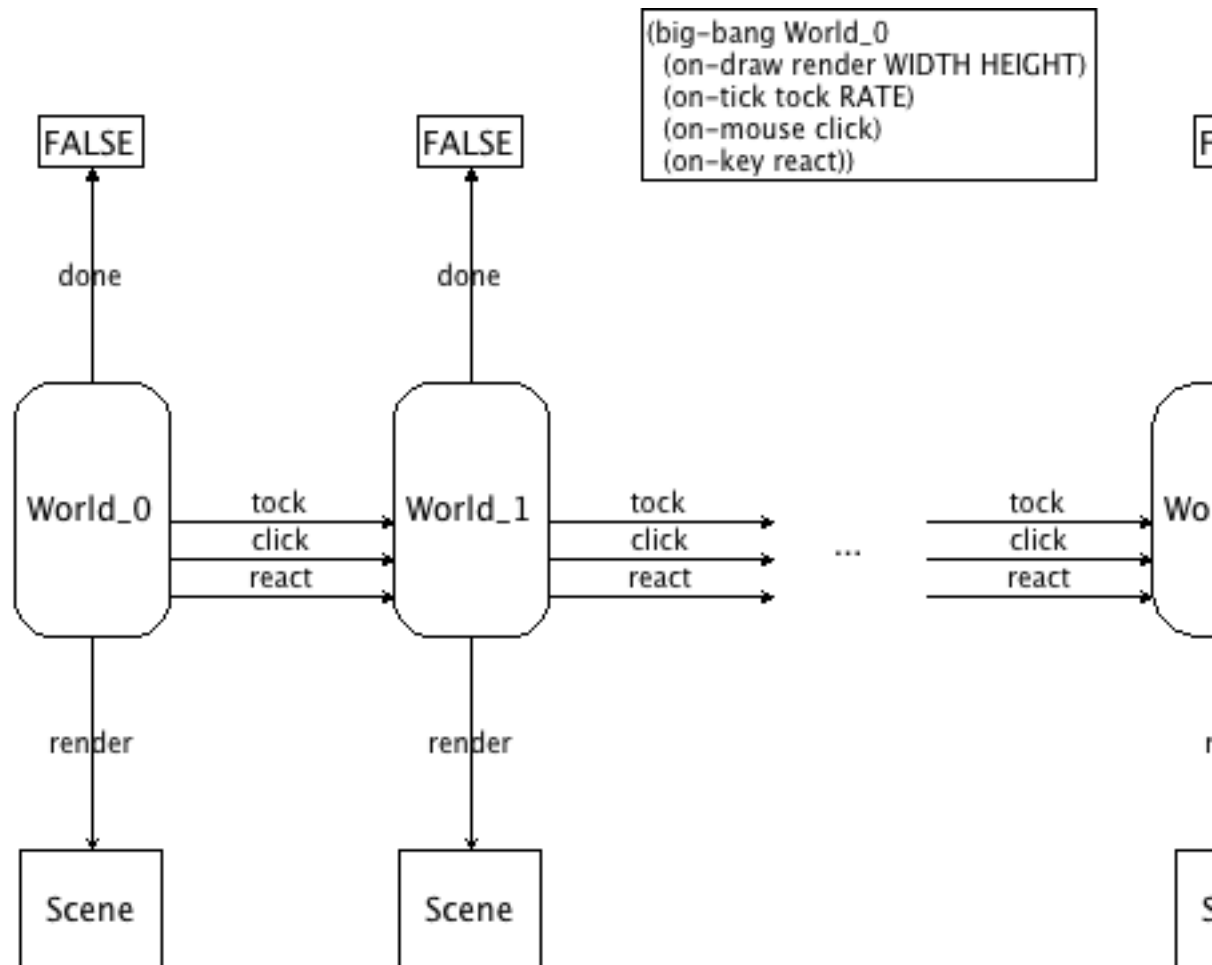 (big-bang World_0
(on-draw render WIDTH HEIGHT)
(on-tick tock RATE)
(on-mouse click)
(on-key react))
FALSE FALSE F
done done
World_0 tock World_1 tock tock Wo
click click ... click
react react react
render render r
Scene Scene S